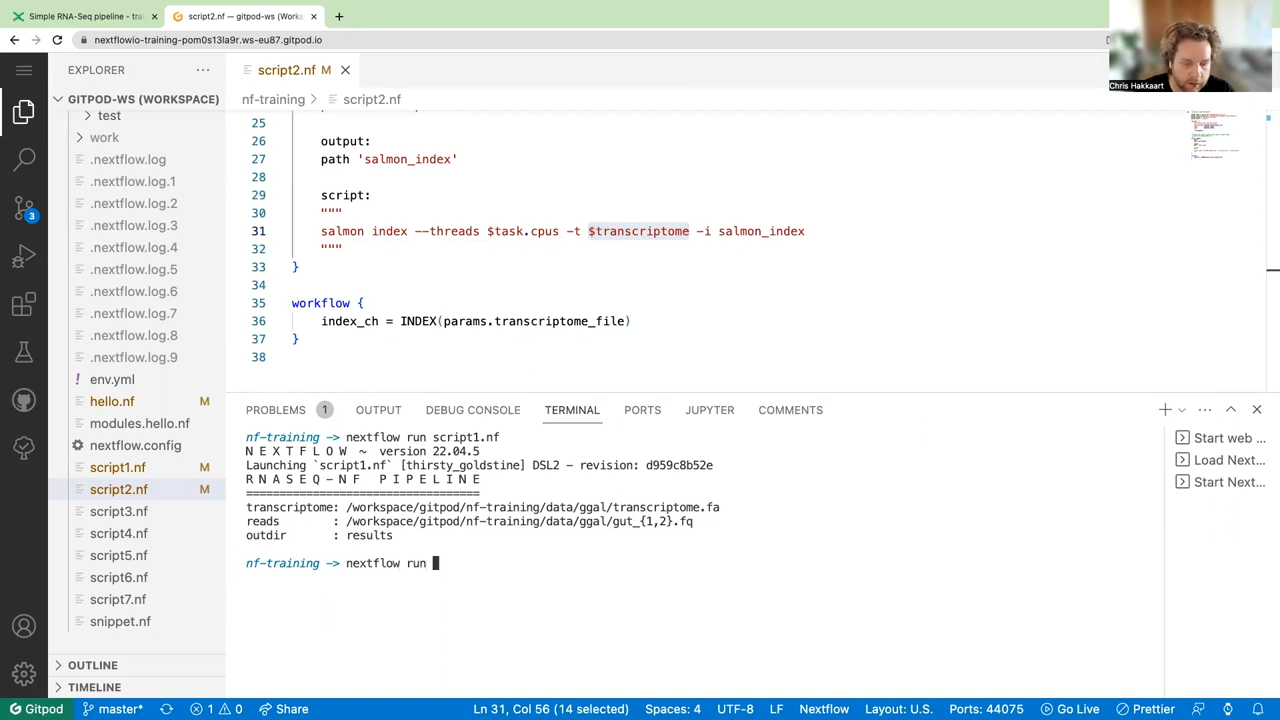 Simple RNA-Seq pipeline - tra
script2.nf — gitpod-ws (Works
nextflowio-training-pom0s13la9r.ws-eu87.gitpod.io
Chris Hakkaart
EXPLORER
GITPOD-WS (WORKSPACE)
test
work
.nextflow.log
.nextflow.log.1
.nextflow.log.2
.nextflow.log.3
.nextflow.log.4
.nextflow.log.5
.nextflow.log.6
.nextflow.log.7
.nextflow.log.8
.nextflow.log.9
env.yml
hello.nf M
modules.hello.nf
nextflow.config
script1.nf M
script2.nf M
script3.nf
script4.nf
script5.nf
script6.nf
script7.nf
snippet.nf
OUTLINE
TIMELINE
3
script2.nf M
nf-training > script2.nf
25
26 output:
27 path 'salmon_index'
28
29 script:
30 """
31 salmon index --threads $task.cpus -t $transcriptome -i salmon_index
32 """
33 }
34
35 workflow {
36 index_ch = INDEX(params.transcriptome_file)
37 }
38
PROBLEMS 1 OUTPUT DEBUG CONSOLE TERMINAL PORTS JUPYTER COMMENTS
nf-training -> nextflow run script1.nf
N E X T F L O W ~ version 22.04.5
Launching `script1.nf` [thirsty_goldstine] DSL2 - revision: d959c8b52e
R N A S E Q - N F P I P E L I N E
===================================
transcriptome: /workspace/gitpod/nf-training/data/ggal/transcriptome.fa
reads : /workspace/gitpod/nf-training/data/ggal/gut_{1,2}.fq
outdir : results
nf-training -> nextflow run
Start web ...
Load Next...
Start Next...
Gitpod master* 1 0 Share Ln 31, Col 56 (14 selected) Spaces: 4 UTF-8 LF Nextflow Layout: U.S. Ports: 44075 Go Live Prettier